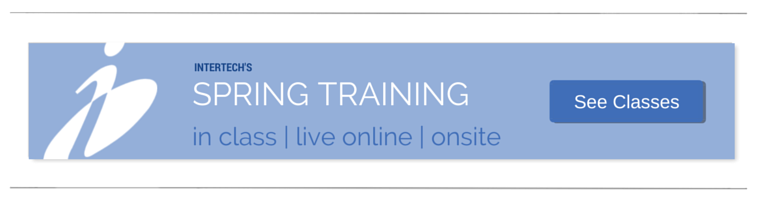 INTERTECH'S
SPRING TRAINING
in class | live online | onsite
See Classes